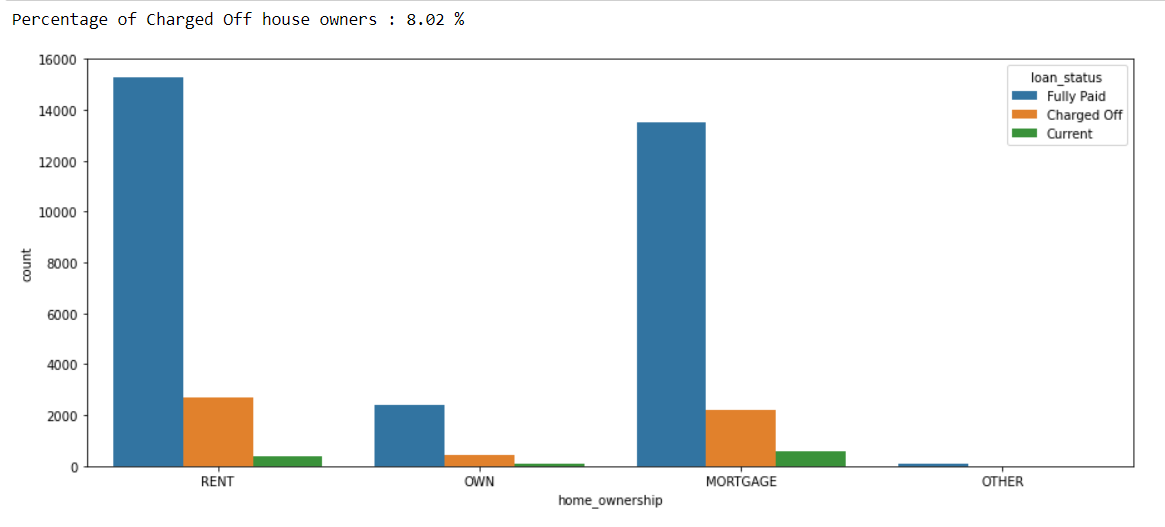 Percentage of Charged Off house owners : 8.02 %
16000
14000
12000
10000
8000
6000
4000
2000
0
count
loan_status
Fully Paid
Charged Off
Current
RENT OWN MORTGAGE OTHER
home_ownership